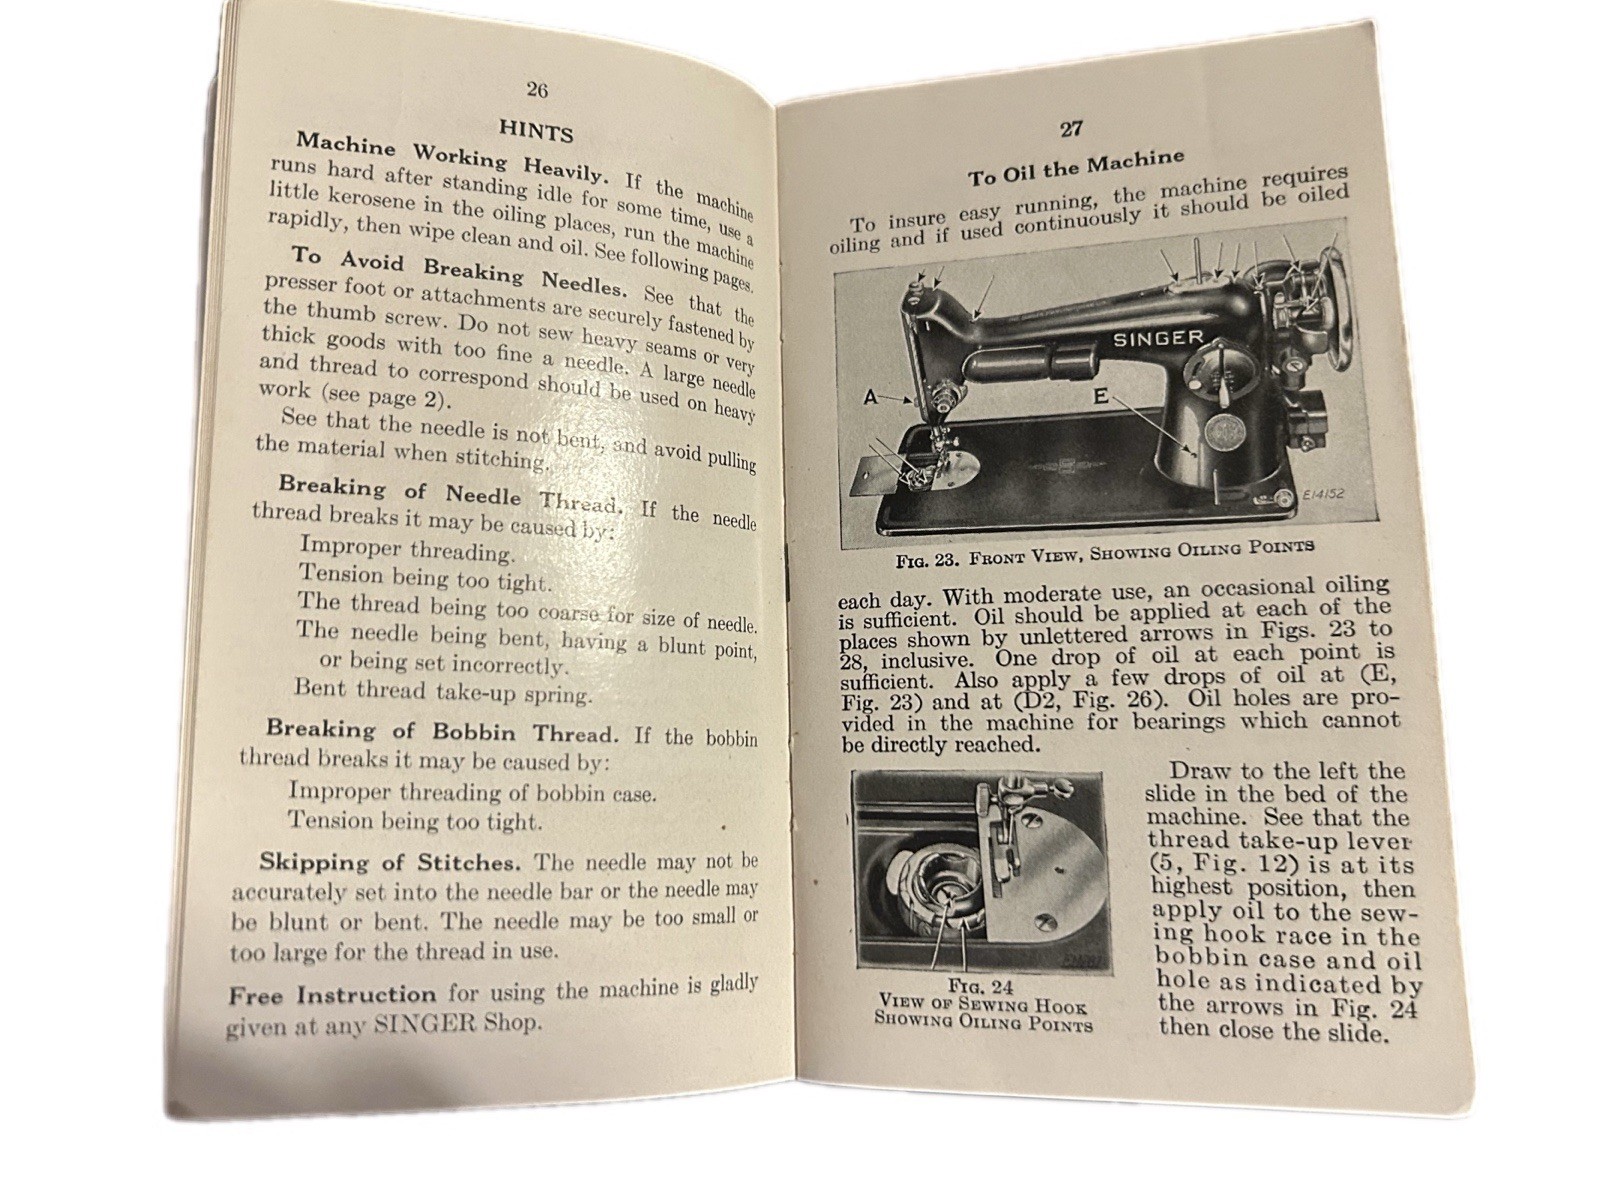 26
HINTS
Machine Working Heavily. If the machine
runs hard after standing idle for some time, use a
little kerosene in the oiling places, run the machine
rapidly, then wipe clean and oil. See following pages.
To Avoid Breaking Needles. See that the
presser foot or attachments are securely fastened by
the thumb screw. Do not sew heavy seams or very
thick goods with too fine a needle. A large needle
and thread to correspond should be used on heavy
work (see page 2).
See that the needle is not bent, and avoid pulling
the material when stitching.
Breaking of Needle Thread. If the needle
thread breaks it may be caused by:
Improper threading.
Tension being too tight.
The thread being too coarse for size of needle.
The needle being bent, having a blunt point,
or being set incorrectly.
Bent thread take-up spring.
Breaking of Bobbin Thread. If the bobbin
thread breaks it may be caused by:
Improper threading of bobbin case.
Tension being too tight.
Skipping of Stitches. The needle may not be
accurately set into the needle bar or the needle may
be blunt or bent. The needle may be too small or
too large for the thread in use.
Free Instruction for using the machine is gladly
given at any SINGER Shop.
27
To Oil the Machine
To insure easy running, the machine requires
oiling and if used continuously it should be oiled
SINGER
A
E
E14152
FIG. 23. FRONT VIEW, SHOWING OILING POINTS
each day. With moderate use, an occasional oiling
is sufficient. Oil should be applied at each of the
places shown by unlettered arrows in Figs. 23 to
28, inclusive. One drop of oil at each point is
sufficient. Also apply a few drops of oil at (E,
Fig. 23) and at (D2, Fig. 26). Oil holes are pro-
vided in the machine for bearings which cannot
be directly reached.
FIG. 24
VIEW OF SEWING HOOK
SHOWING OILING POINTS
Draw to the left the
slide in the bed of the
machine. See that the
thread take-up lever
(5, Fig. 12) is at its
highest position, then
apply oil to the sew-
ing hook race in the
bobbin case and oil
hole as indicated by
the arrows in Fig. 24
then close the slide.